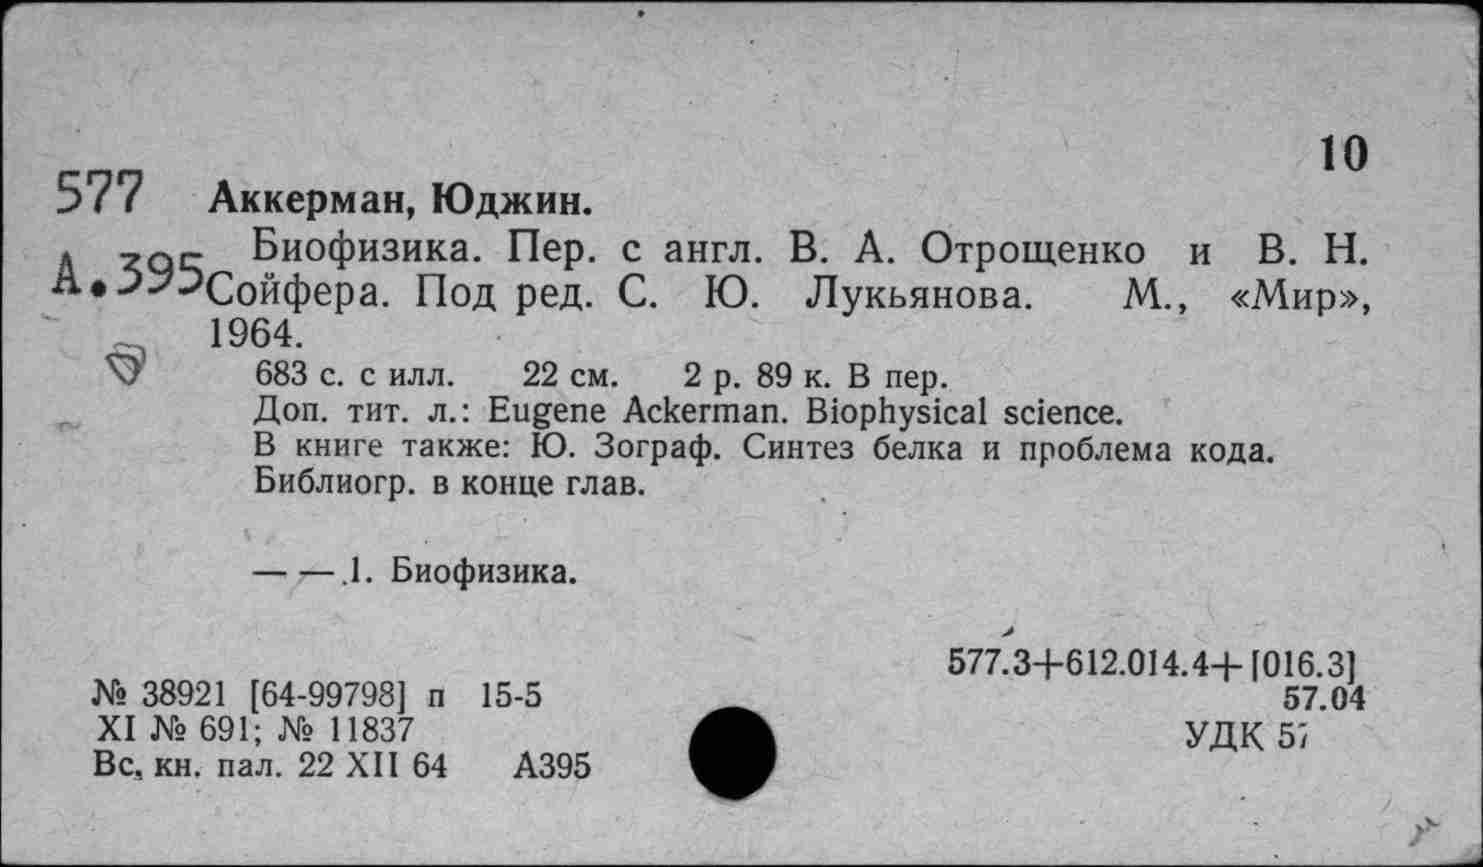 10
577 Аккерман, Юджин.
Биофизика. Пер. с англ. В. А. Отрощенко и В. Н.
А.395 Сойфера. Под ред. С. Ю. Лукьянова. М., «Мир»,
1964.
683 с. с илл. 22 см. 2 р. 89 к. В пер.
Доп. тит. л.: Eugene Ackerman. Biophysical science.
В книге также: Ю. Зограф. Синтез белка и проблема кода.
Библиогр. в конце глав.
— — .1. Биофизика.
577.3+612.014.4+[016.3]
№ 38921 [64-99798] п 15-5 57.04
XI № 691; № 11837 УДК 57
Вс. кн. пал. 22 XII 64 А395